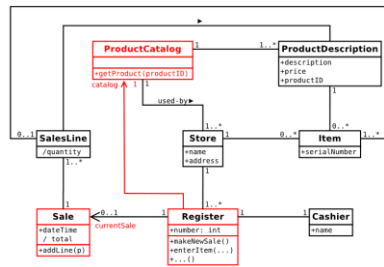 ProductCatalog
+getProduct(productID)
1
1..*
ProductDescription
+description
+price
+productID
catalog
1
1
1
used-by
0..1
1..*
0..*
1..*
SalesLine
/quantity
Store
+name
+address
1
0..*
Item
+serialNumber
1..*
1
1
1..*
Sale
+dateTime
/ total
+addLine(p)
0..1
1
currentSale
Register
+number: int
+makeNewSale()
+enterItem(...)
+...()
1
1
Cashier
+name